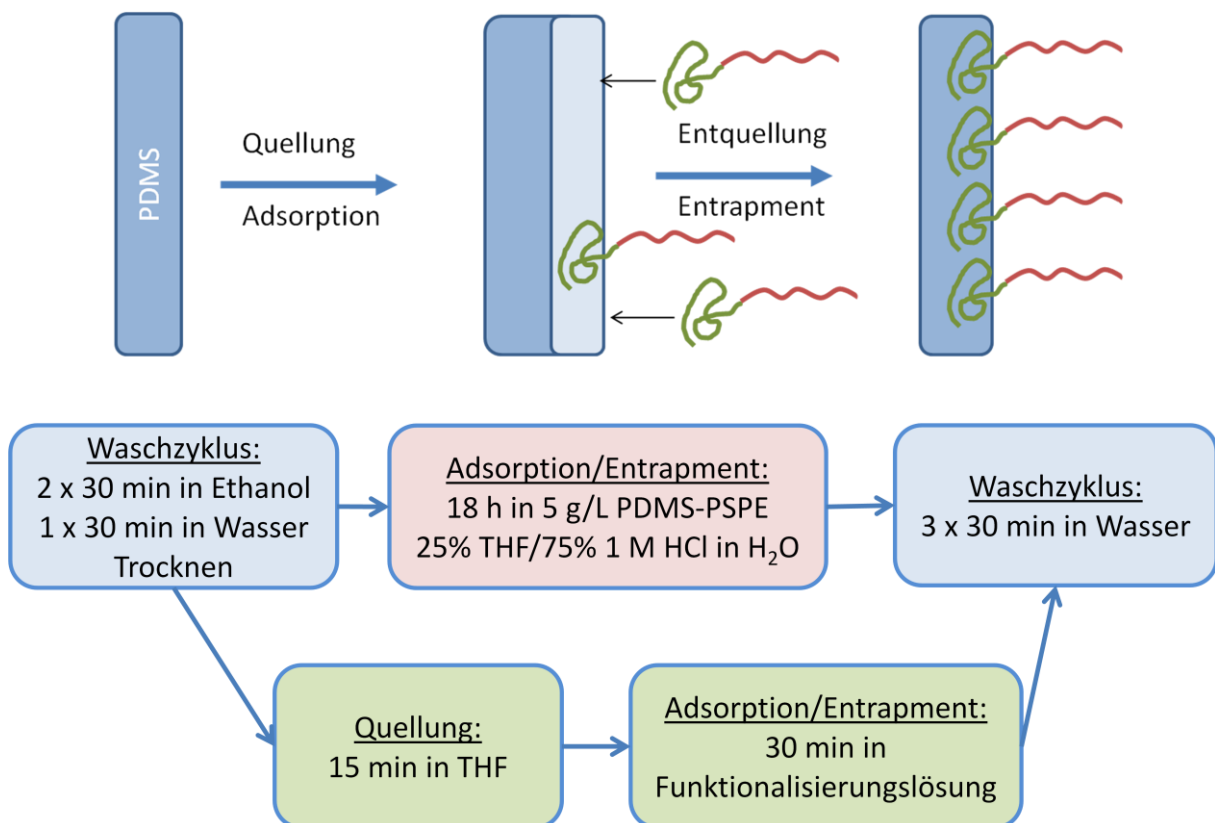 PDMS
Quellung
Adsorption
Entquellung
Entrapment
Waschzyklus:
2 x 30 min in Ethanol
1 x 30 min in Wasser
Trocknen
Adsorption/Entrapment:
18 h in 5 g/L PDMS-PSPE
25% THF/75% 1 M HCl in H₂O
Waschzyklus:
3 x 30 min in Wasser
Quellung:
15 min in THF
Adsorption/Entrapment:
30 min in
Funktionalisierungslösung